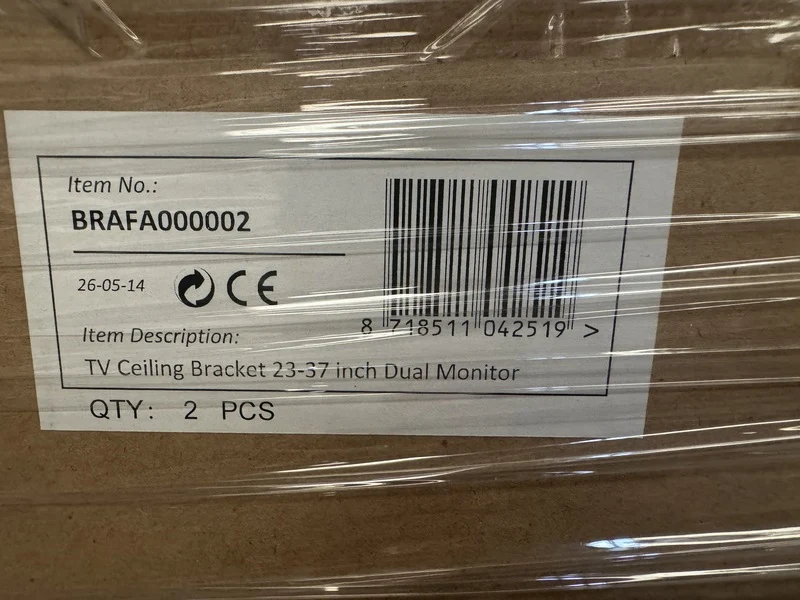 Item No.:
BRAFA000002
26-05-14 CE
8 718511 042519 >
Item Description:
TV Ceiling Bracket 23-37 inch Dual Monitor
QTY: 2 PCS